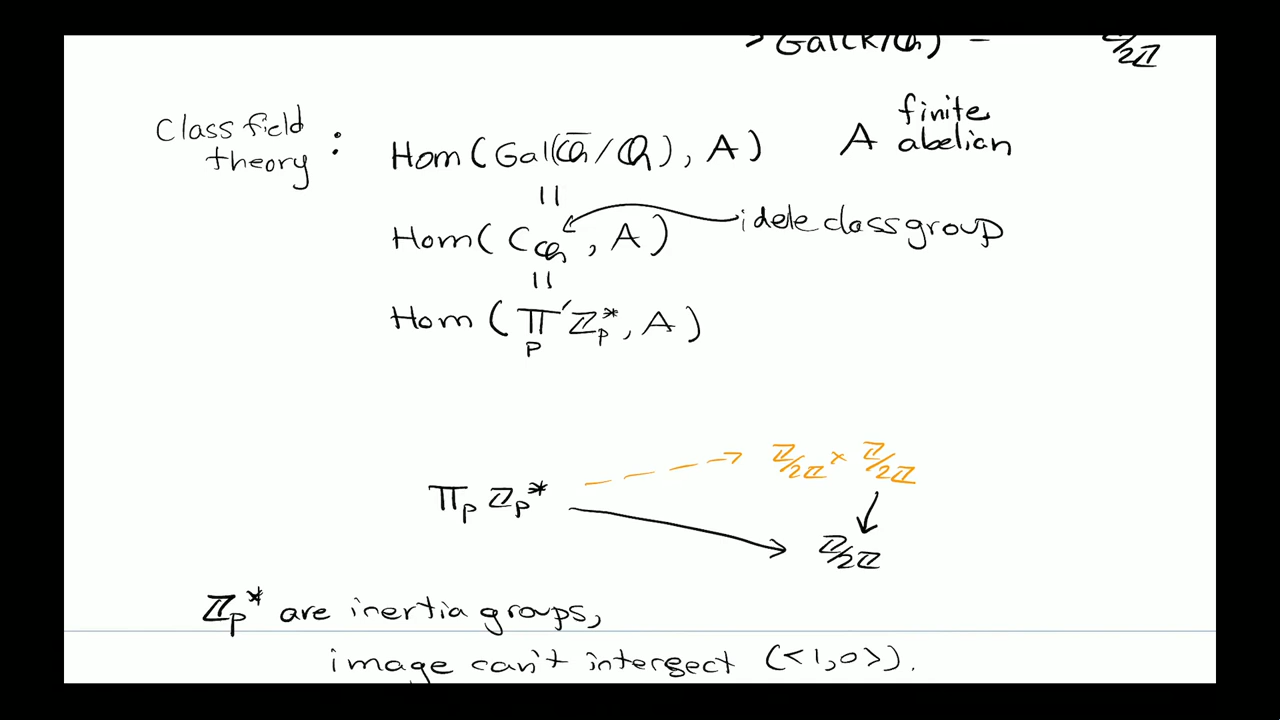 > Gal(K/ℚ) = ℤ/2ℤ
Class field theory : Hom(Gal(ℚ̄/ℚ), A) A finite abelian
||
Hom(C_ℚ, A) idele class group
||
Hom(∏'_p ℤ_p^*, A)
ℤ/2ℤ × ℤ/2ℤ
∏_p ℤ_p^*
ℤ/2ℤ
ℤ_p^* are inertia groups,
image can't intersect (<1,0>).